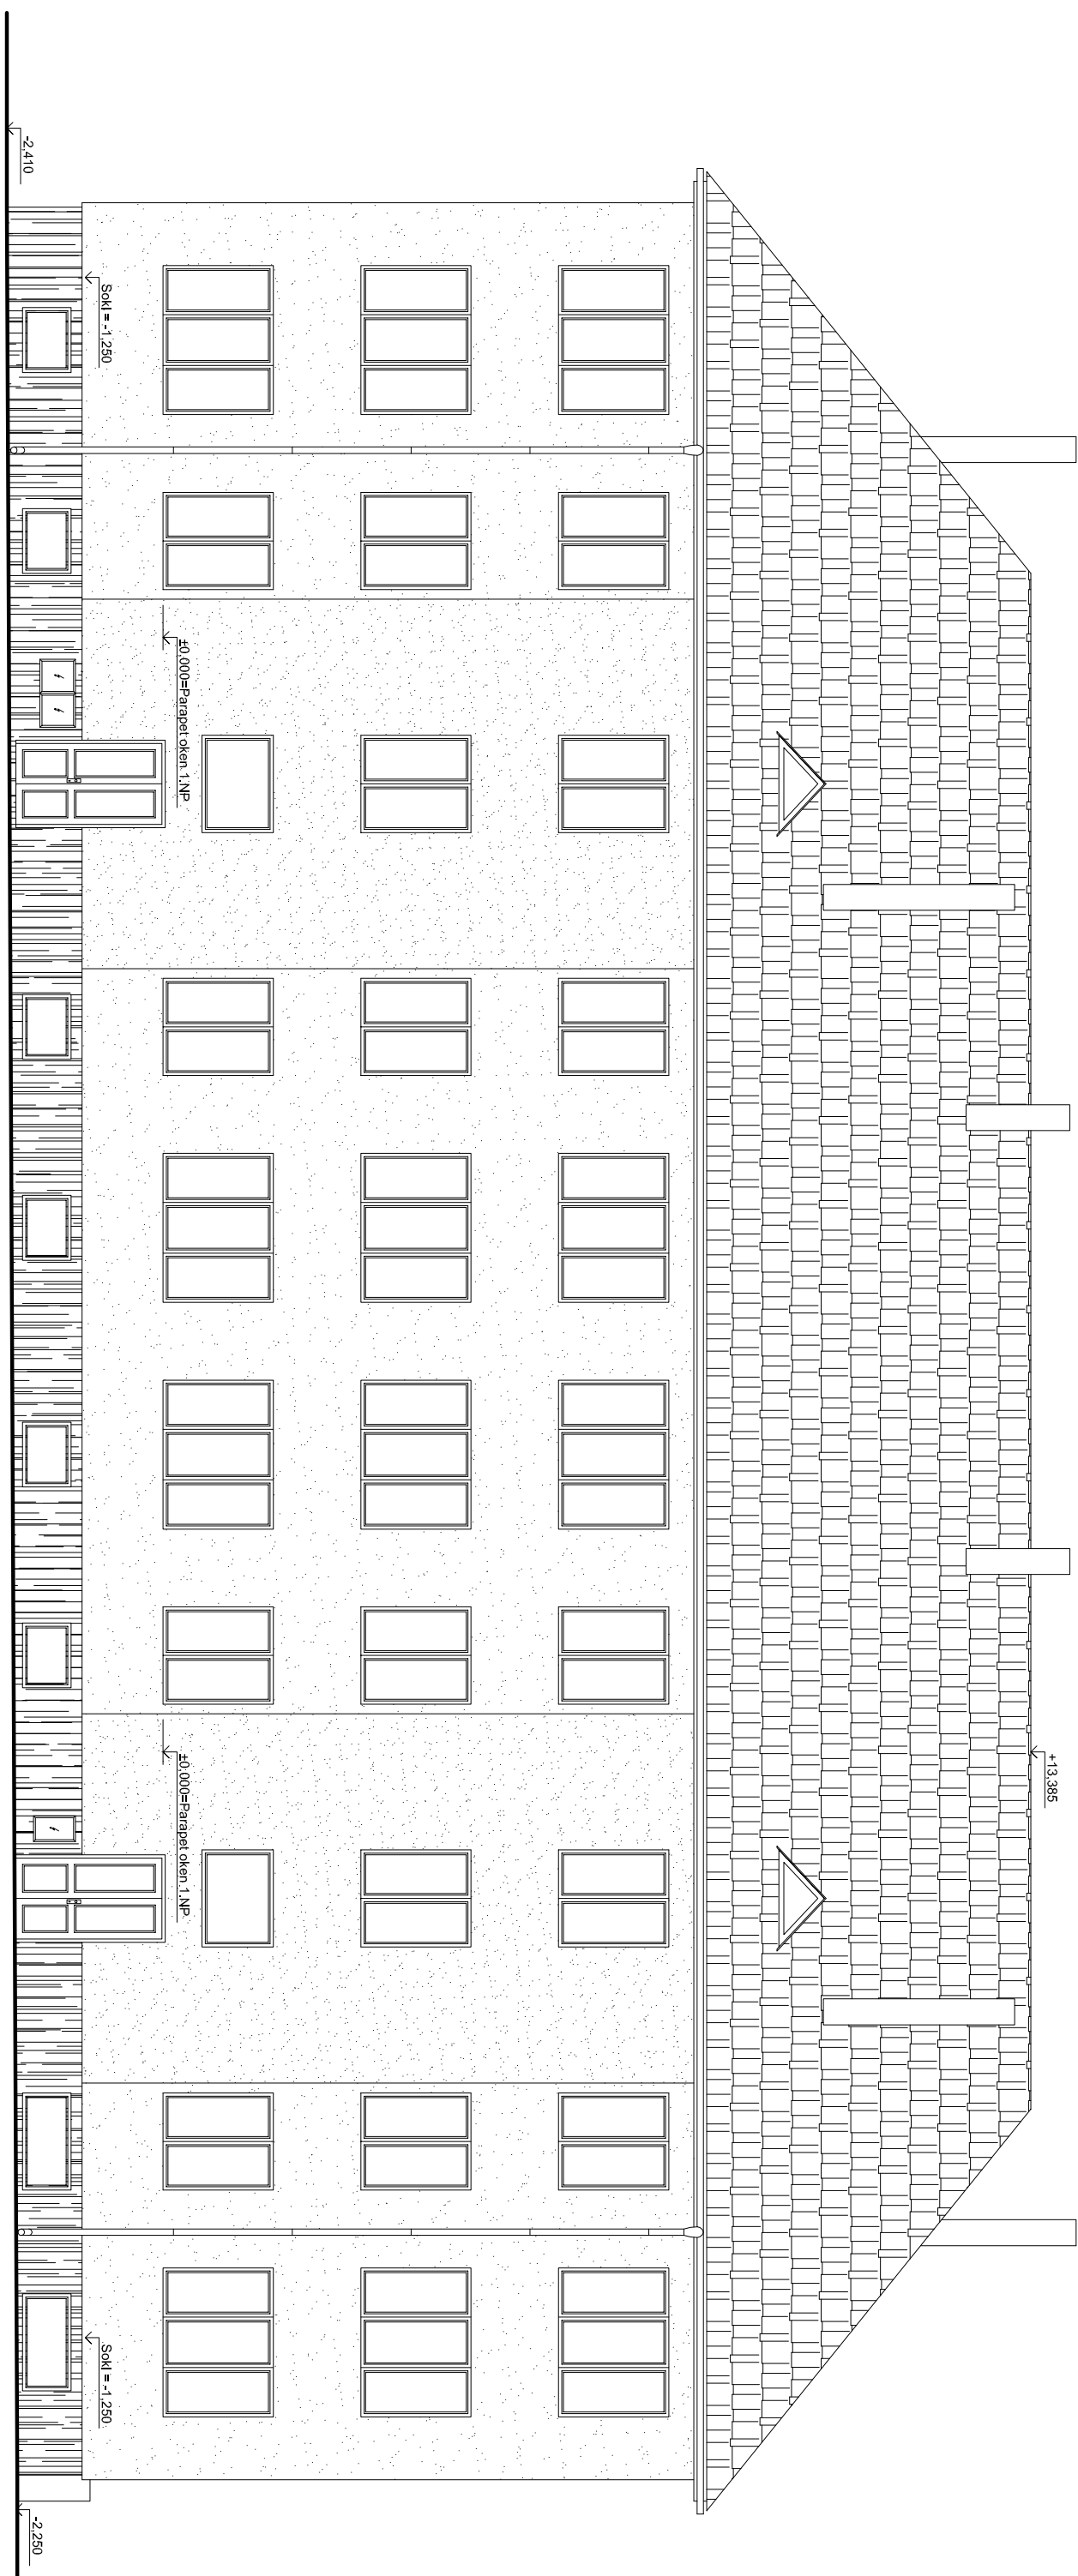 +13,385
±0,000=Parapet oken 1.NP
±0,000=Parapet oken 1.NP
Sokl = -1,250
Sokl = -1,250
-2,410
-2,250